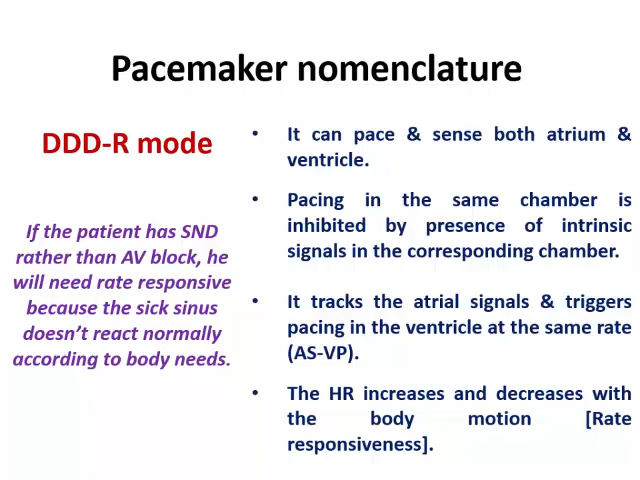 Pacemaker nomenclature
DDD-R mode
If the patient has SND
rather than AV block, he
will need rate responsive
because the sick sinus
doesn't react normally
according to body needs.
• It can pace & sense both atrium &
ventricle.
• Pacing in the same chamber is
inhibited by presence of intrinsic
signals in the corresponding chamber.
• It tracks the atrial signals & triggers
pacing in the ventricle at the same rate
(AS-VP).
• The HR increases and decreases with
the body motion [Rate
responsiveness].